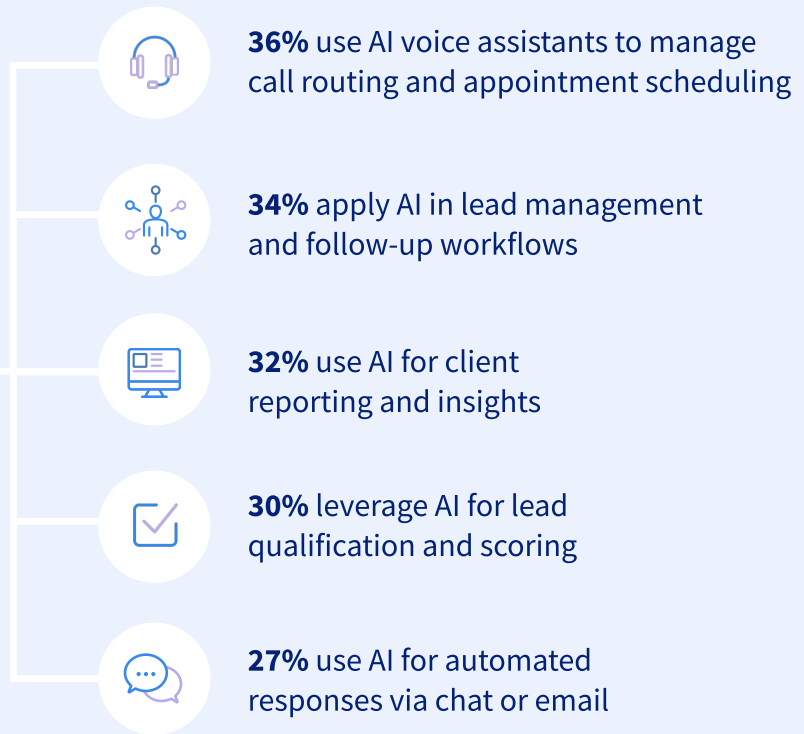 36% use AI voice assistants to manage
call routing and appointment scheduling
34% apply AI in lead management
and follow-up workflows
32% use AI for client
reporting and insights
30% leverage AI for lead
qualification and scoring
27% use AI for automated
responses via chat or email